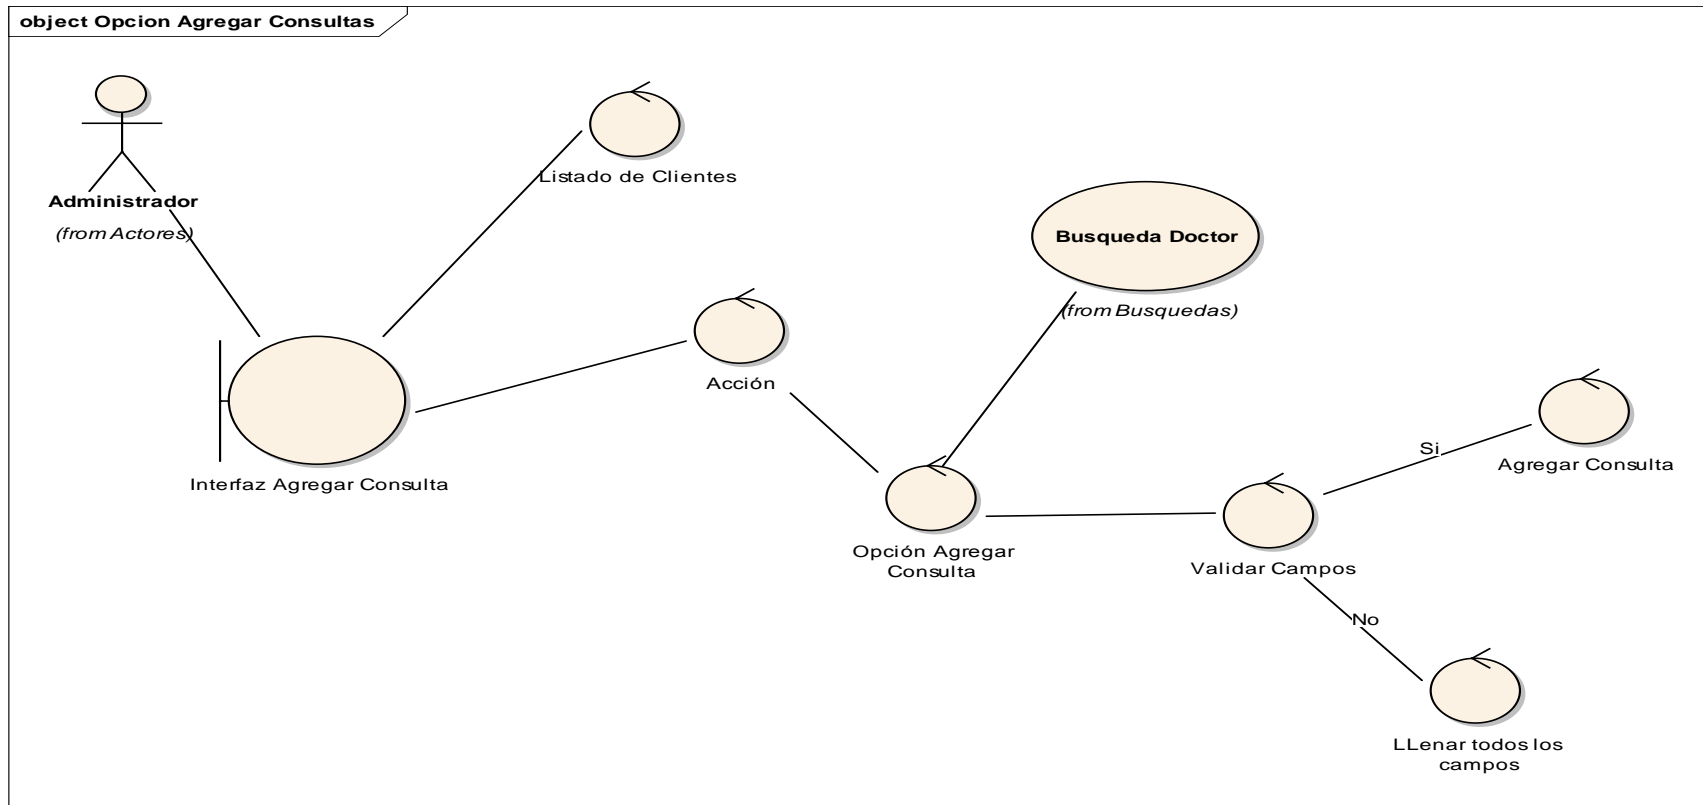 object Opcion Agregar Consultas
Administrador
(from Actores)
Listado de Clientes
Busqueda Doctor
(from Busquedas)
Acción
Interfaz Agregar Consulta
Opción Agregar
Consulta
Validar Campos
Si
Agregar Consulta
No
LLenar todos los
campos